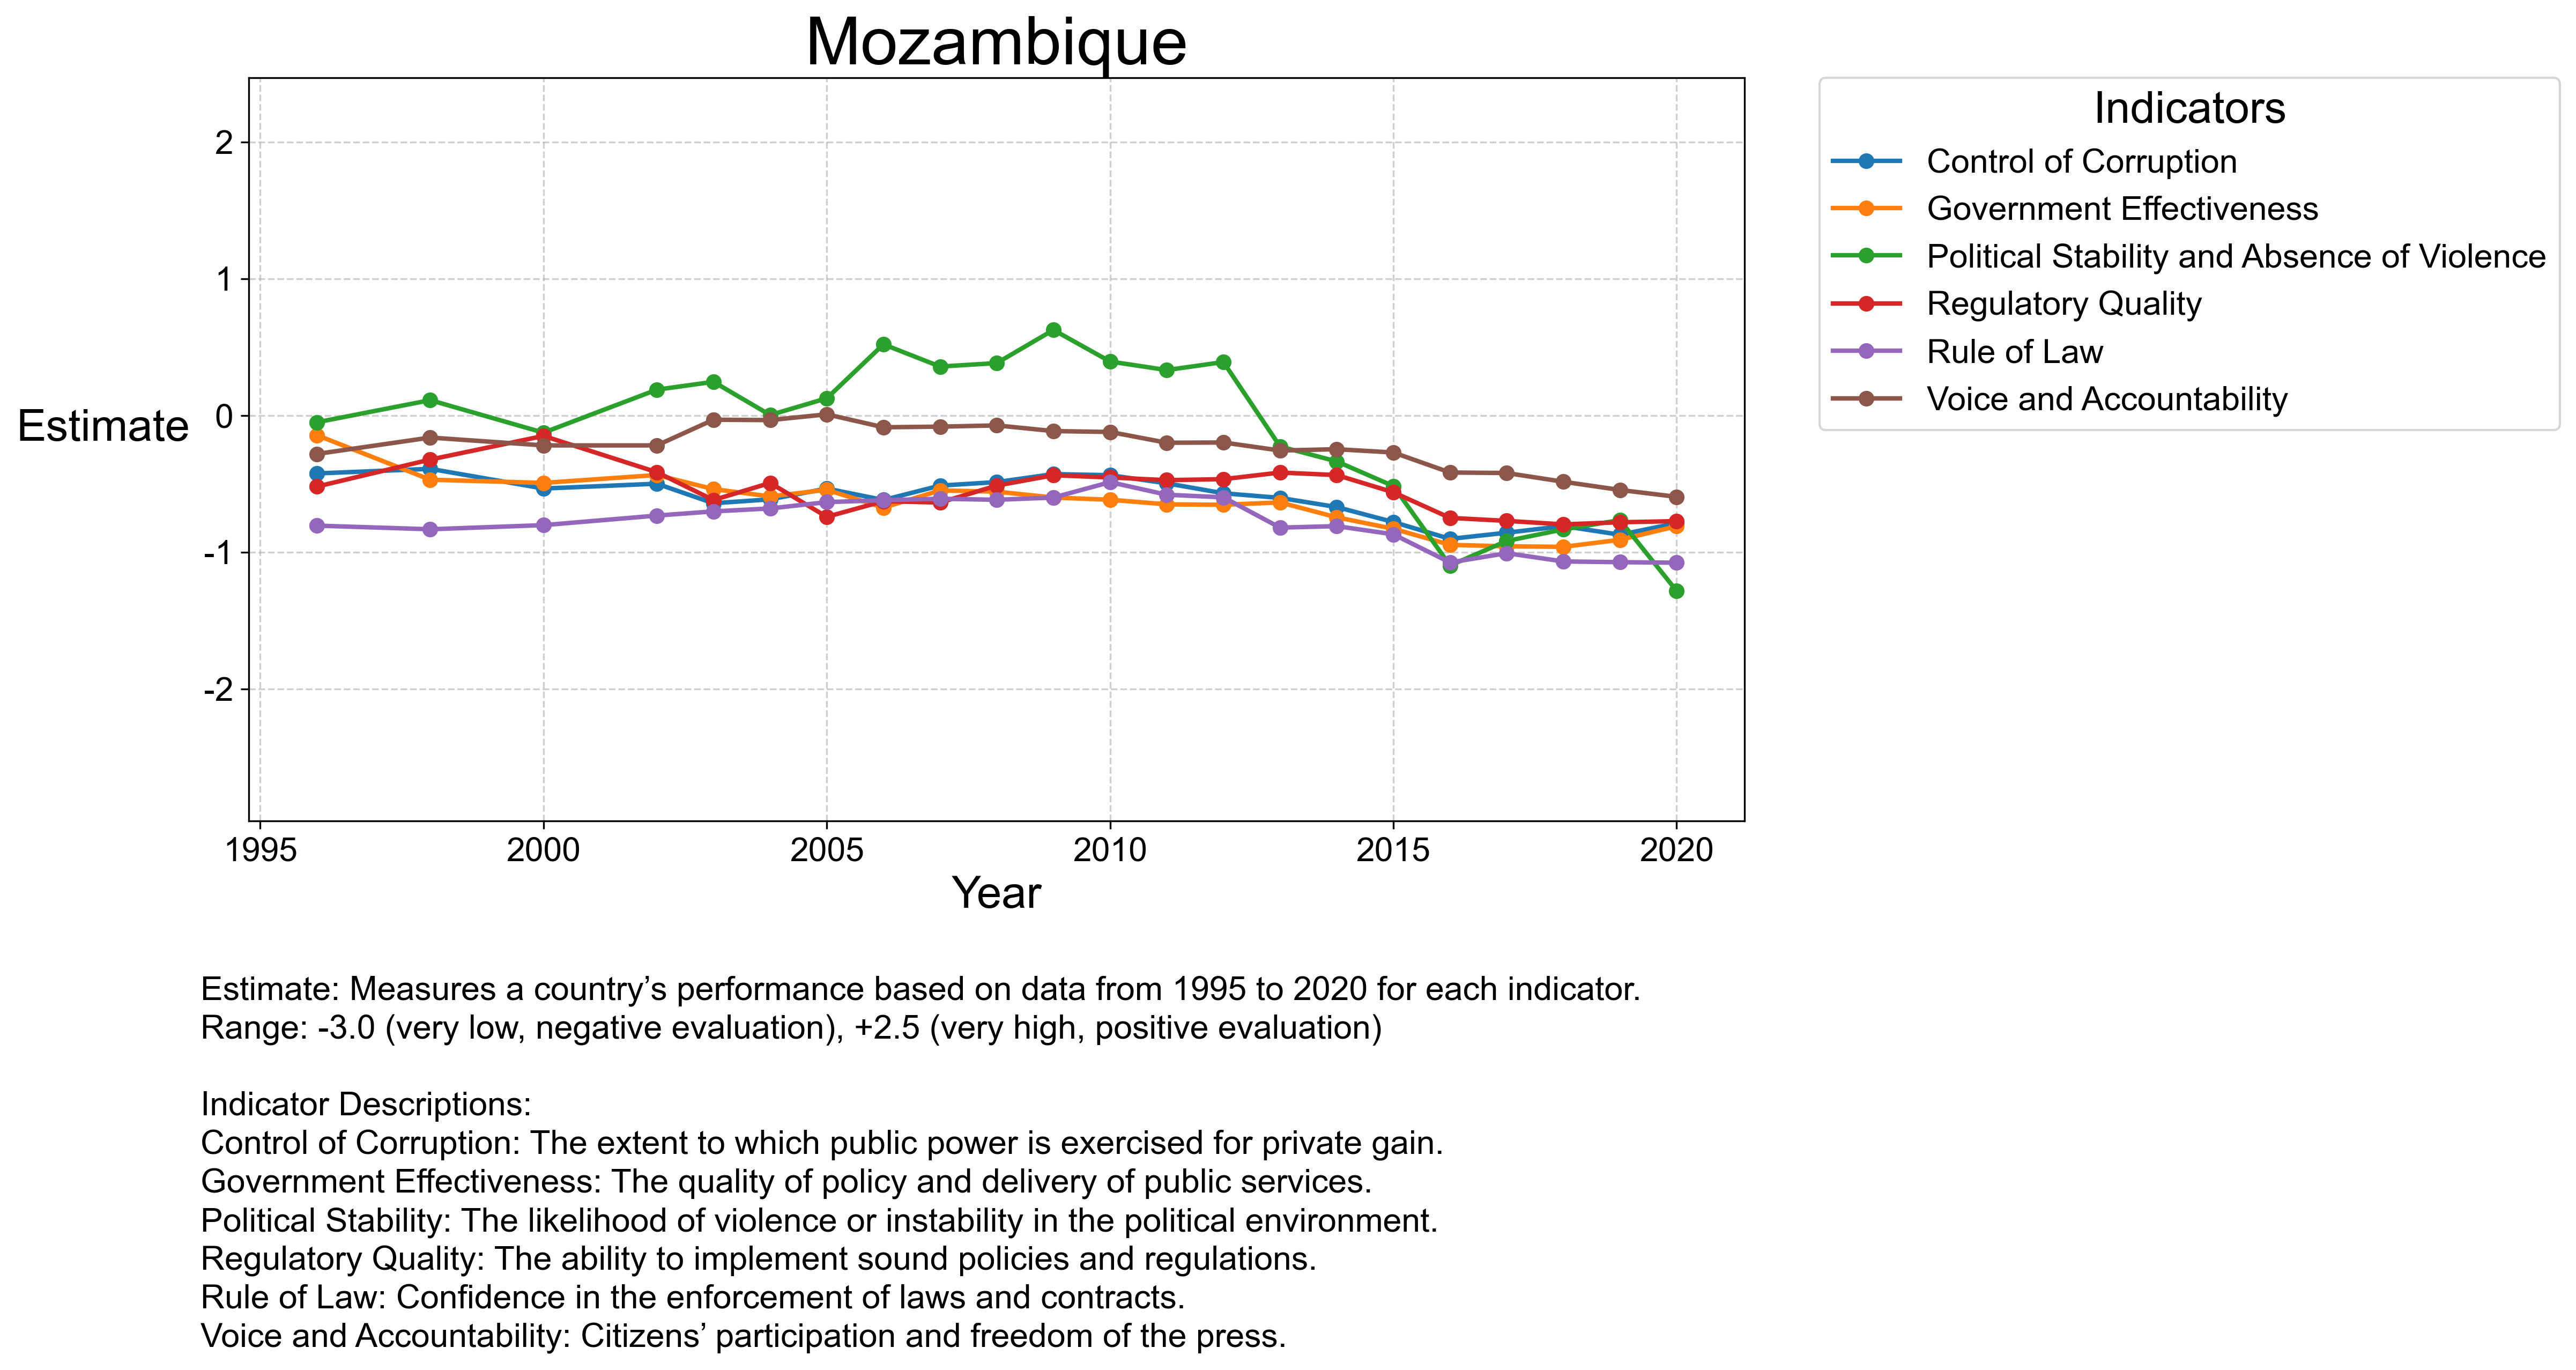 Mozambique
Estimate
2
1
0
-1
-2
1995
2000
2005
2010
2015
2020
Year
Indicators
Control of Corruption
Government Effectiveness
Political Stability and Absence of Violence
Regulatory Quality
Rule of Law
Voice and Accountability
Estimate: Measures a country’s performance based on data from 1995 to 2020 for each indicator.
Range: -3.0 (very low, negative evaluation), +2.5 (very high, positive evaluation)
Indicator Descriptions:
Control of Corruption: The extent to which public power is exercised for private gain.
Government Effectiveness: The quality of policy and delivery of public services.
Political Stability: The likelihood of violence or instability in the political environment.
Regulatory Quality: The ability to implement sound policies and regulations.
Rule of Law: Confidence in the enforcement of laws and contracts.
Voice and Accountability: Citizens’ participation and freedom of the press.